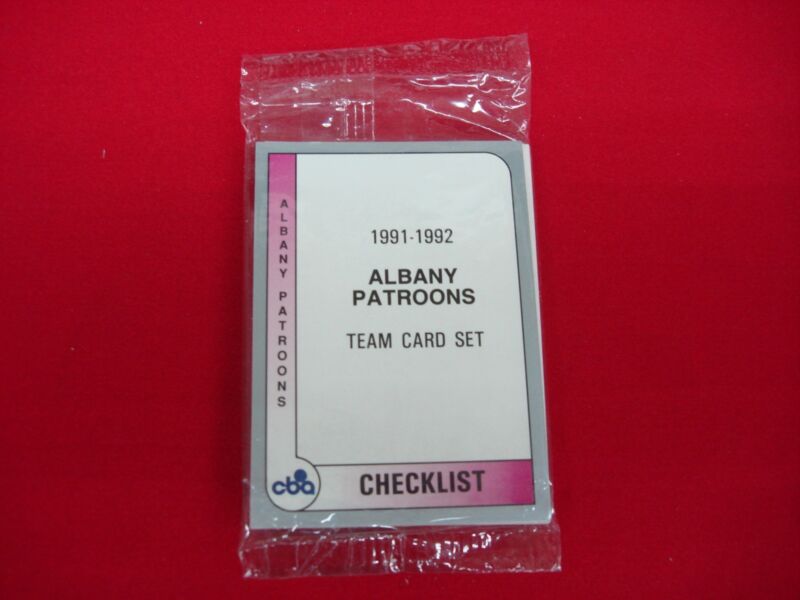 1991-1992
ALBANY
PATROONS
TEAM CARD SET
ALBANY PATROONS
cba
CHECKLIST